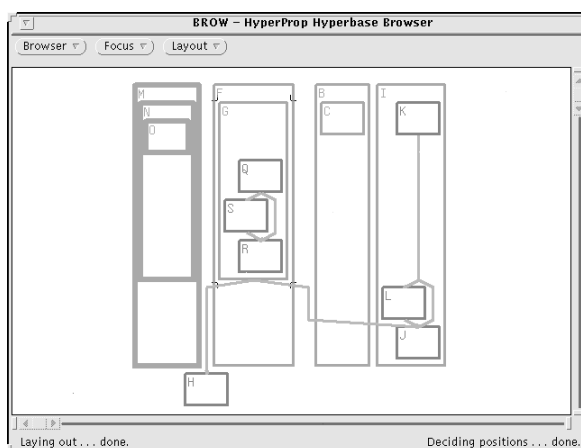 BROW – HyperProp Hyperbase Browser
Browser ▿ Focus ▿ Layout ▿
M F B I
N G C K
O
Q
S
R
L
J
H
Laying out . . . done. Deciding positions . . . done.